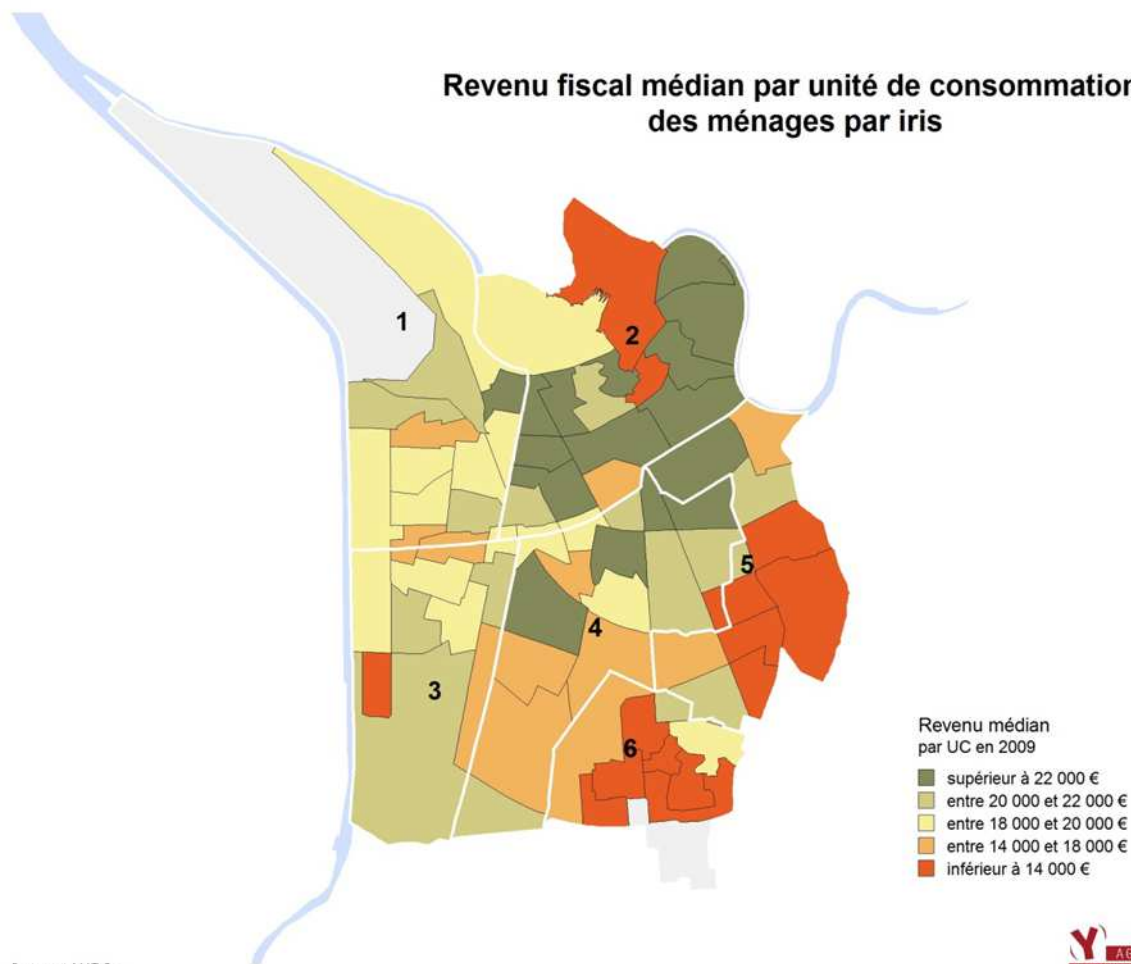 Revenu fiscal médian par unité de consommation
des ménages par iris
1
2
5
4
3
6
Revenu médian
par UC en 2009
supérieur à 22 000 €
entre 20 000 et 22 000 €
entre 18 000 et 20 000 €
entre 14 000 et 18 000 €
inférieur à 14 000 €
Y AG